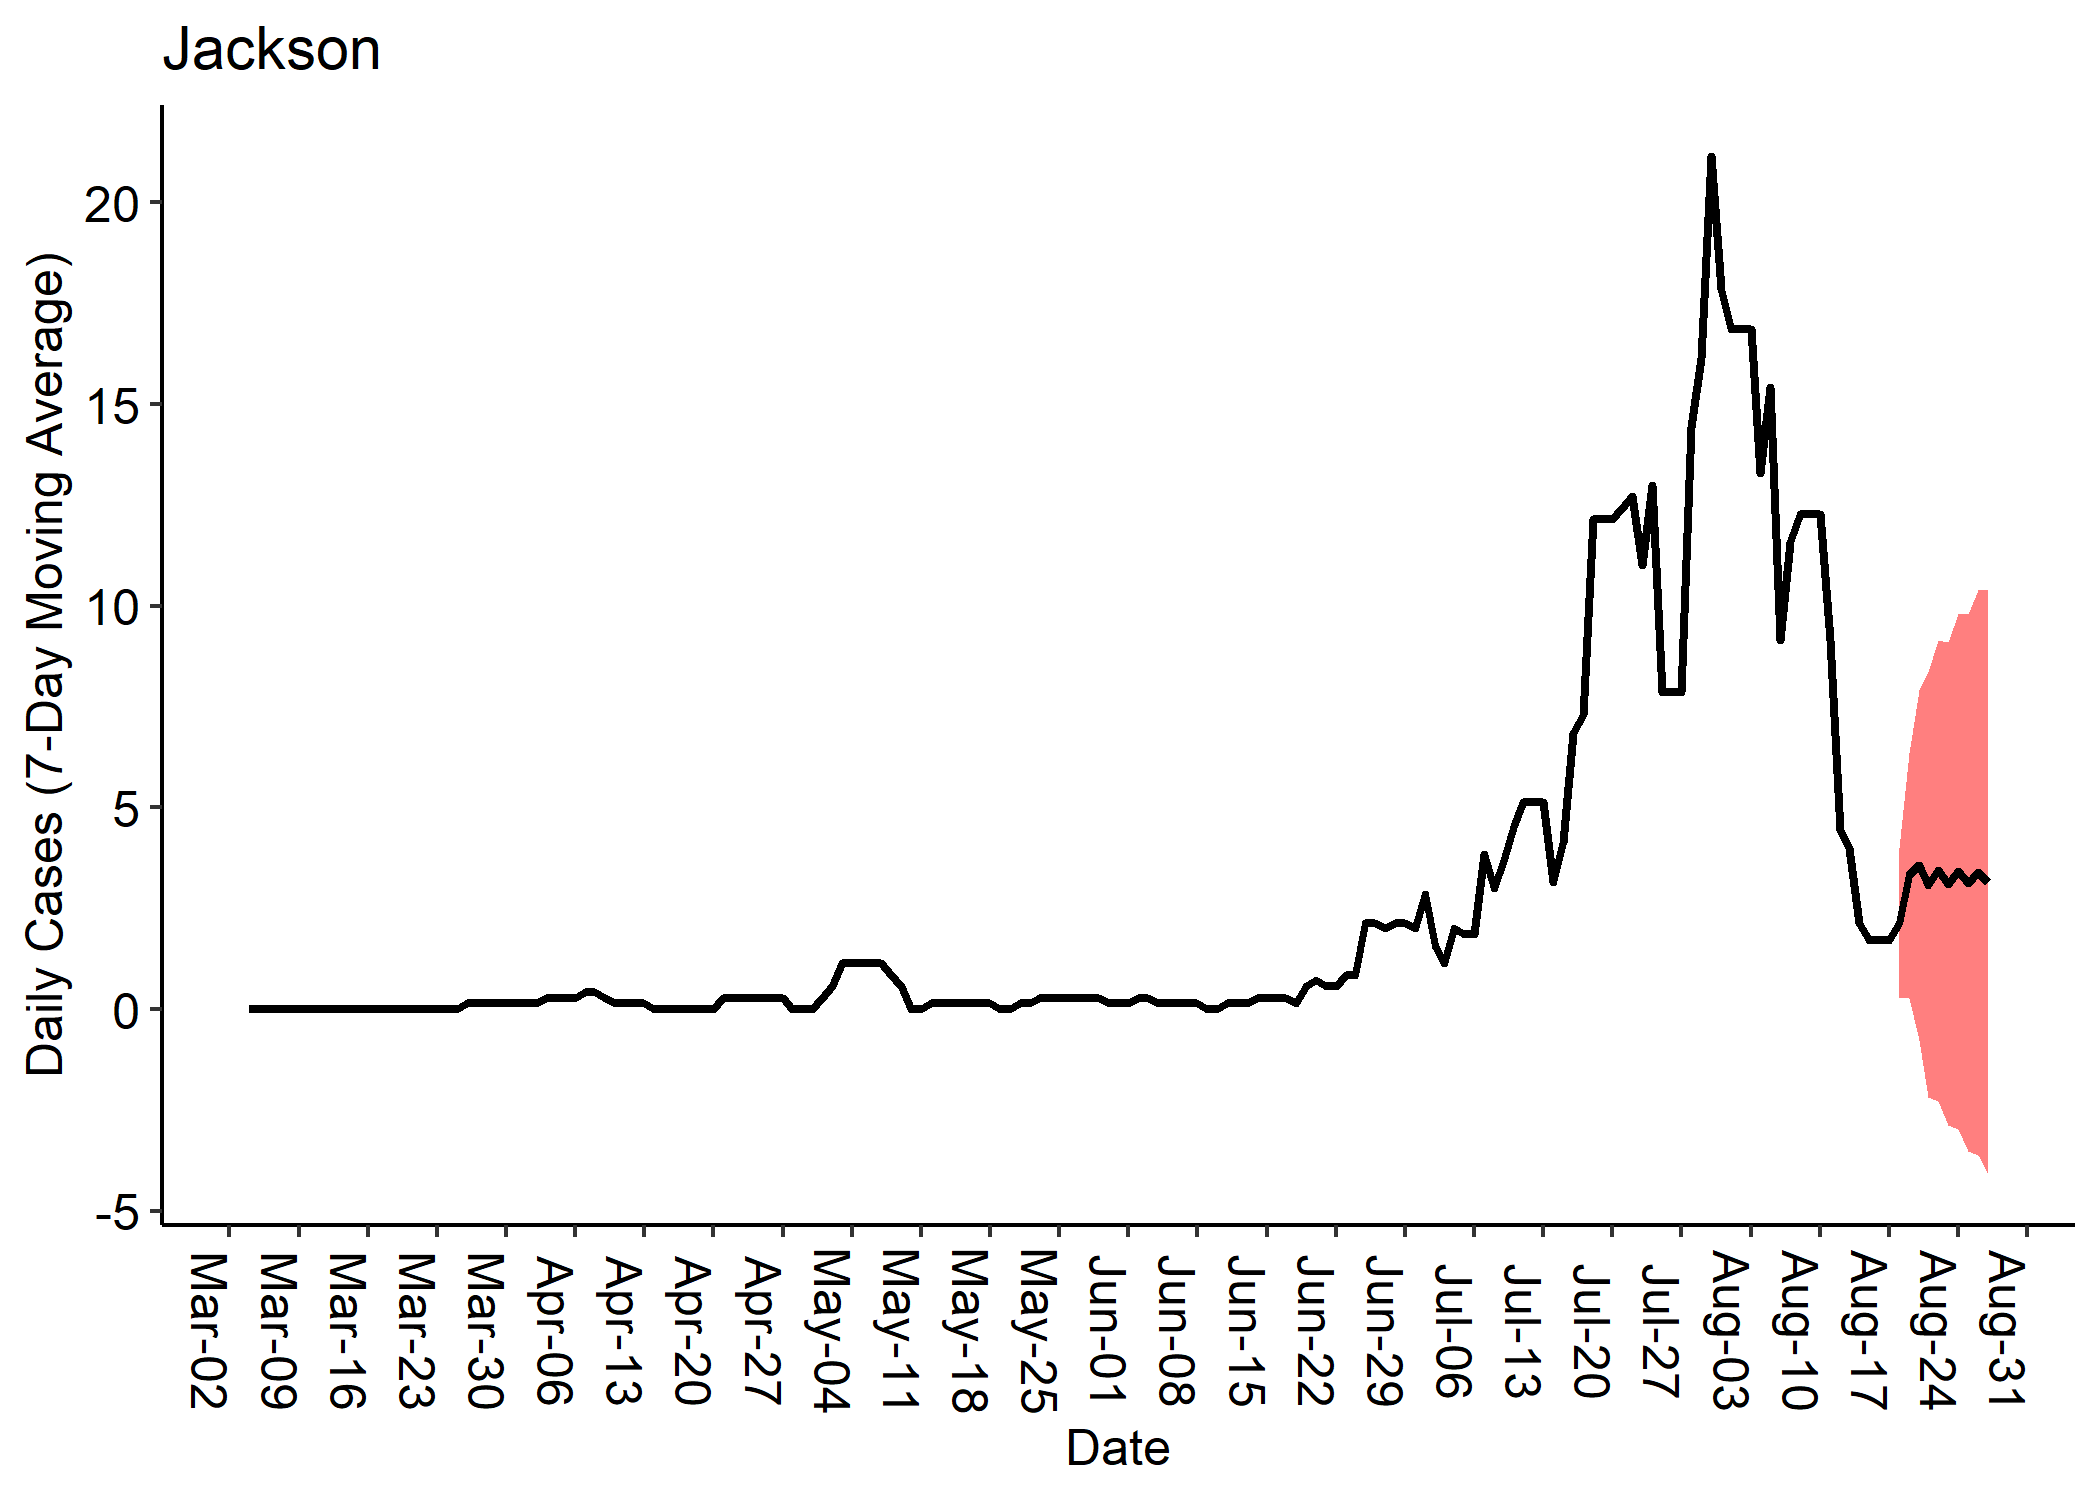 Jackson
Daily Cases (7-Day Moving Average)
20
15
10
5
0
-5
Mar-02
Mar-09
Mar-16
Mar-23
Mar-30
Apr-06
Apr-13
Apr-20
Apr-27
May-04
May-11
May-18
May-25
Jun-01
Jun-08
Jun-15
Jun-22
Jun-29
Jul-06
Jul-13
Jul-20
Jul-27
Aug-03
Aug-10
Aug-17
Aug-24
Aug-31
Date